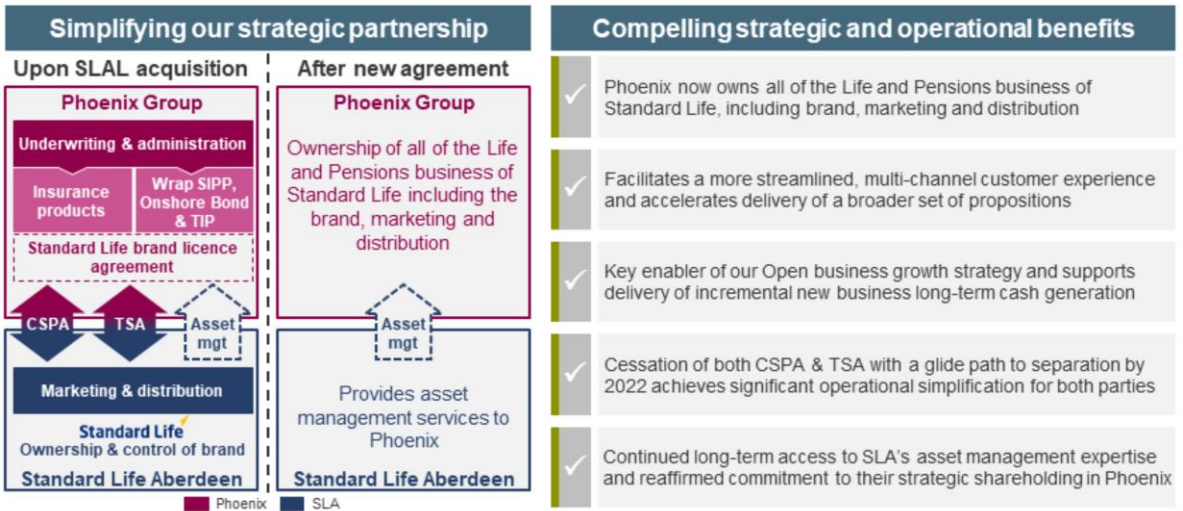 Simplifying our strategic partnership
Upon SLAL acquisition
Phoenix Group
Underwriting & administration
Insurance
products
Wrap SIPP,
Onshore Bond
& TIP
Standard Life brand licence
agreement
CSPA
TSA
Asset
mgt
Marketing & distribution
Standard Life
Ownership & control of brand
Standard Life Aberdeen
After new agreement
Phoenix Group
Ownership of all of the Life
and Pensions business of
Standard Life including the
brand, marketing and
distribution
Asset
mgt
Provides asset
management services to
Phoenix
Standard Life Aberdeen
Phoenix
SLA
Compelling strategic and operational benefits
Phoenix now owns all of the Life and Pensions business of
Standard Life, including brand, marketing and distribution
Facilitates a more streamlined, multi-channel customer experience
and accelerates delivery of a broader set of propositions
Key enabler of our Open business growth strategy and supports
delivery of incremental new business long-term cash generation
Cessation of both CSPA & TSA with a glide path to separation by
2022 achieves significant operational simplification for both parties
Continued long-term access to SLA's asset management expertise
and reaffirmed commitment to their strategic shareholding in Phoenix